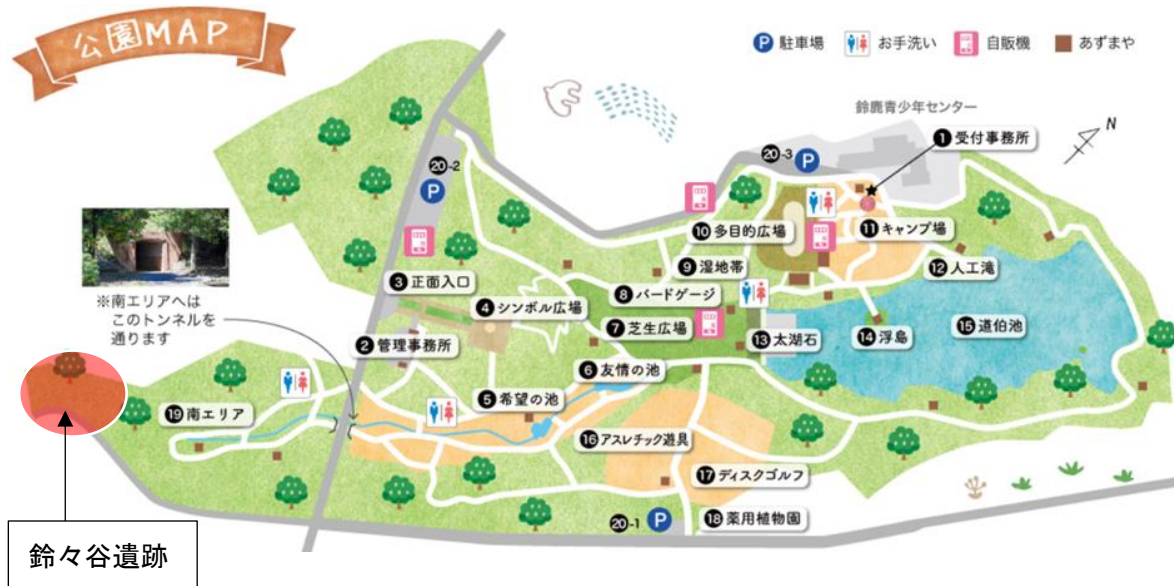 公園MAP
P 駐車場
お手洗い
自販機
あずまや
鈴鹿青少年センター
N
❶受付事務所
⓴-3 P
⓴-2
P
❿多目的広場
⓫キャンプ場
❾湿地帯
⓬人工滝
❸正面入口
❽バードゲージ
❹シンボル広場
※南エリアへは
このトンネルを
通ります
❼芝生広場
⓭太湖石
⓮浮島
⓯道伯池
❷管理事務所
❻友情の池
❺希望の池
⓳南エリア
⓰アスレチック遊具
⓱ディスクゴルフ
⓴-1 P
⓲薬用植物園
鈴々谷遺跡